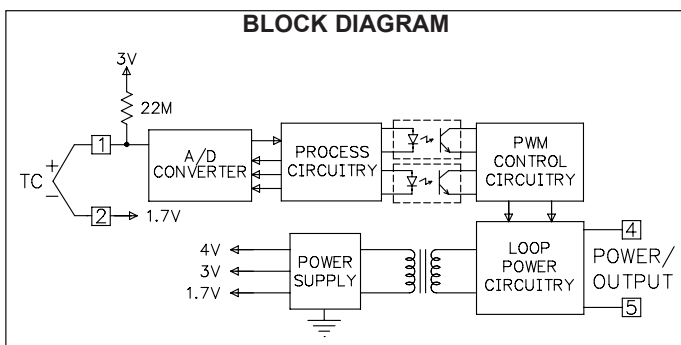 BLOCK DIAGRAM
3V
22M
1
A/D
CONVERTER
PROCESS
CIRCUITRY
PWM
CONTROL
CIRCUITRY
+
TC
−
2
1.7V
4V
3V
1.7V
POWER
SUPPLY
LOOP
POWER
CIRCUITRY
4
POWER/
OUTPUT
5